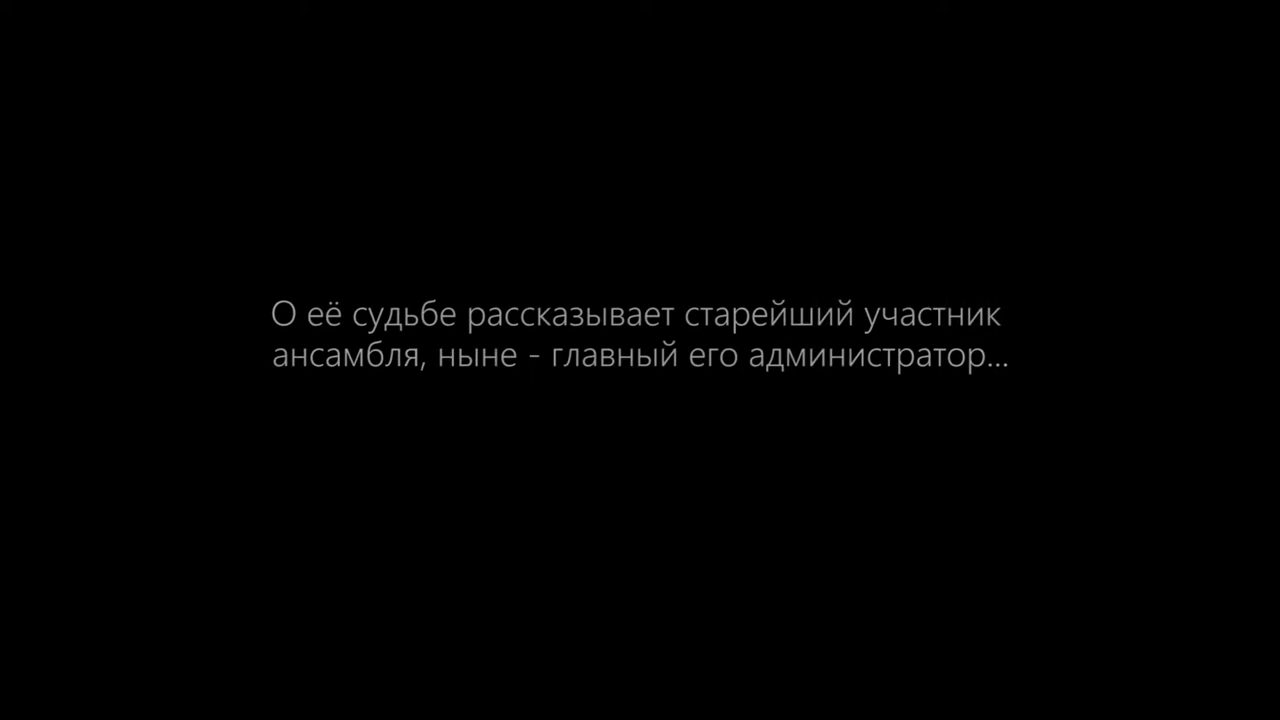 О её судьбе рассказывает старейший участник
ансамбля, ныне - главный его администратор...